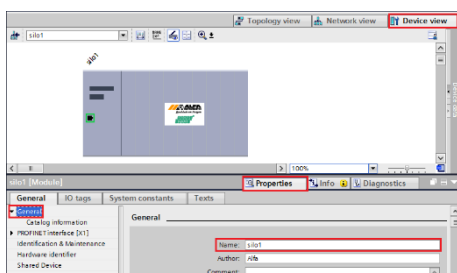 Topology view Network view Device view
silo1
silo1
100%
silo1 [Module]
Properties Info Diagnostics
General IO tags System constants Texts
General
Catalog information
PROFINET interface [X1]
Identification & Maintenance
Hardware identifier
Shared Device
General
Name: silo1
Author: Alfa
Comment: